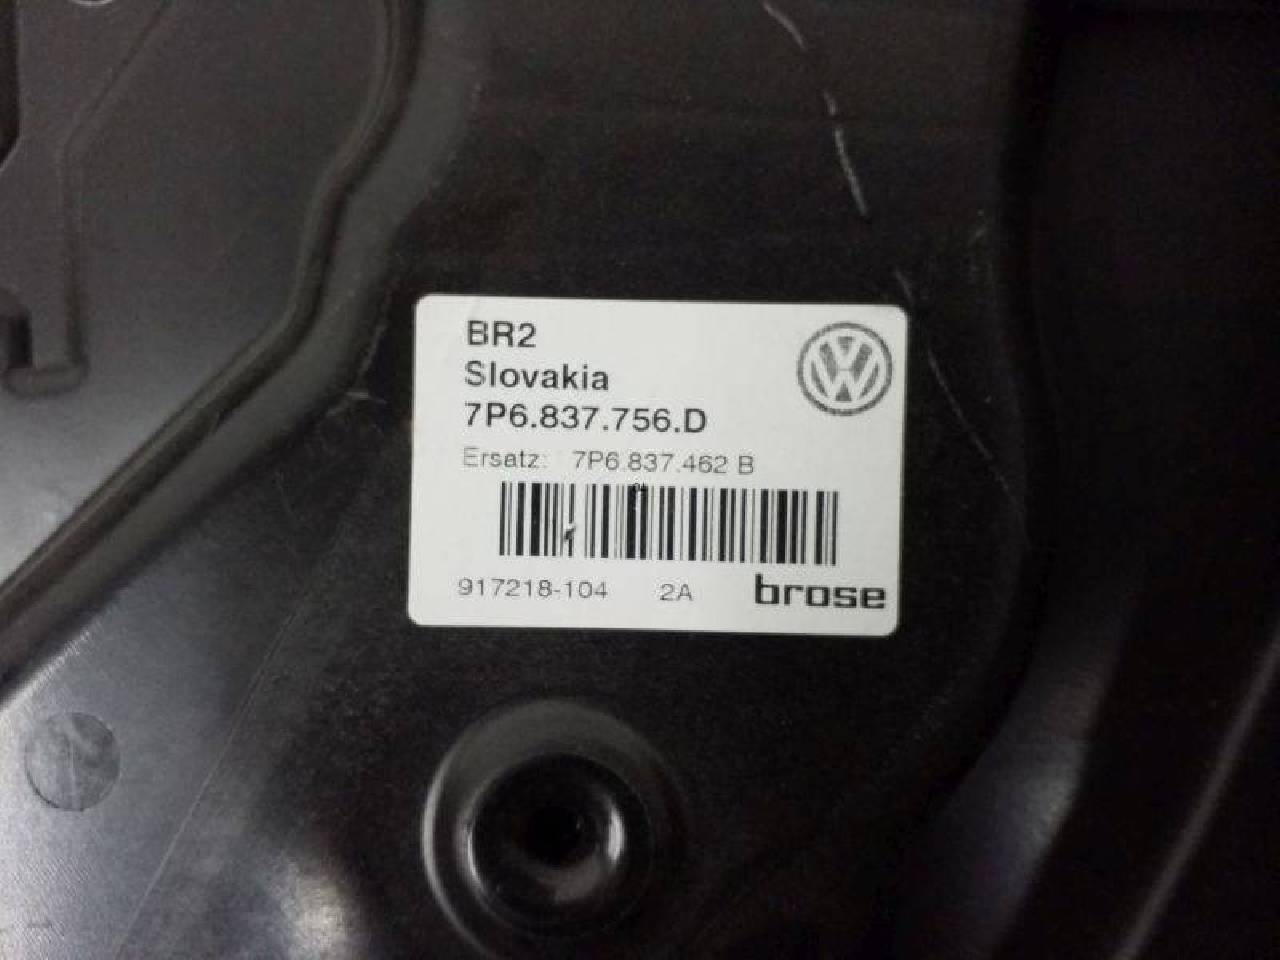 BR2
Slovakia
7P6.837.756.D
Ersatz: 7P6.837.462 B
917218-104 2A brose